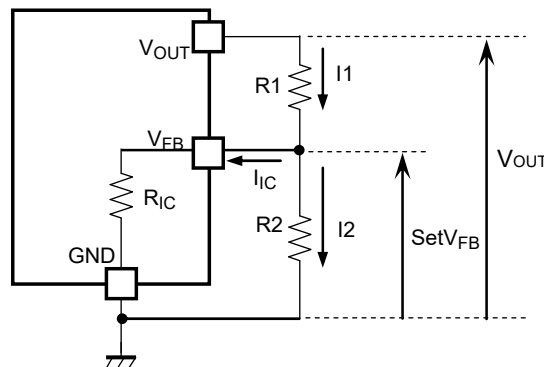 VOUT
R1
I1
VFB
IIC
VOUT
RIC
R2
I2
SetVFB
GND